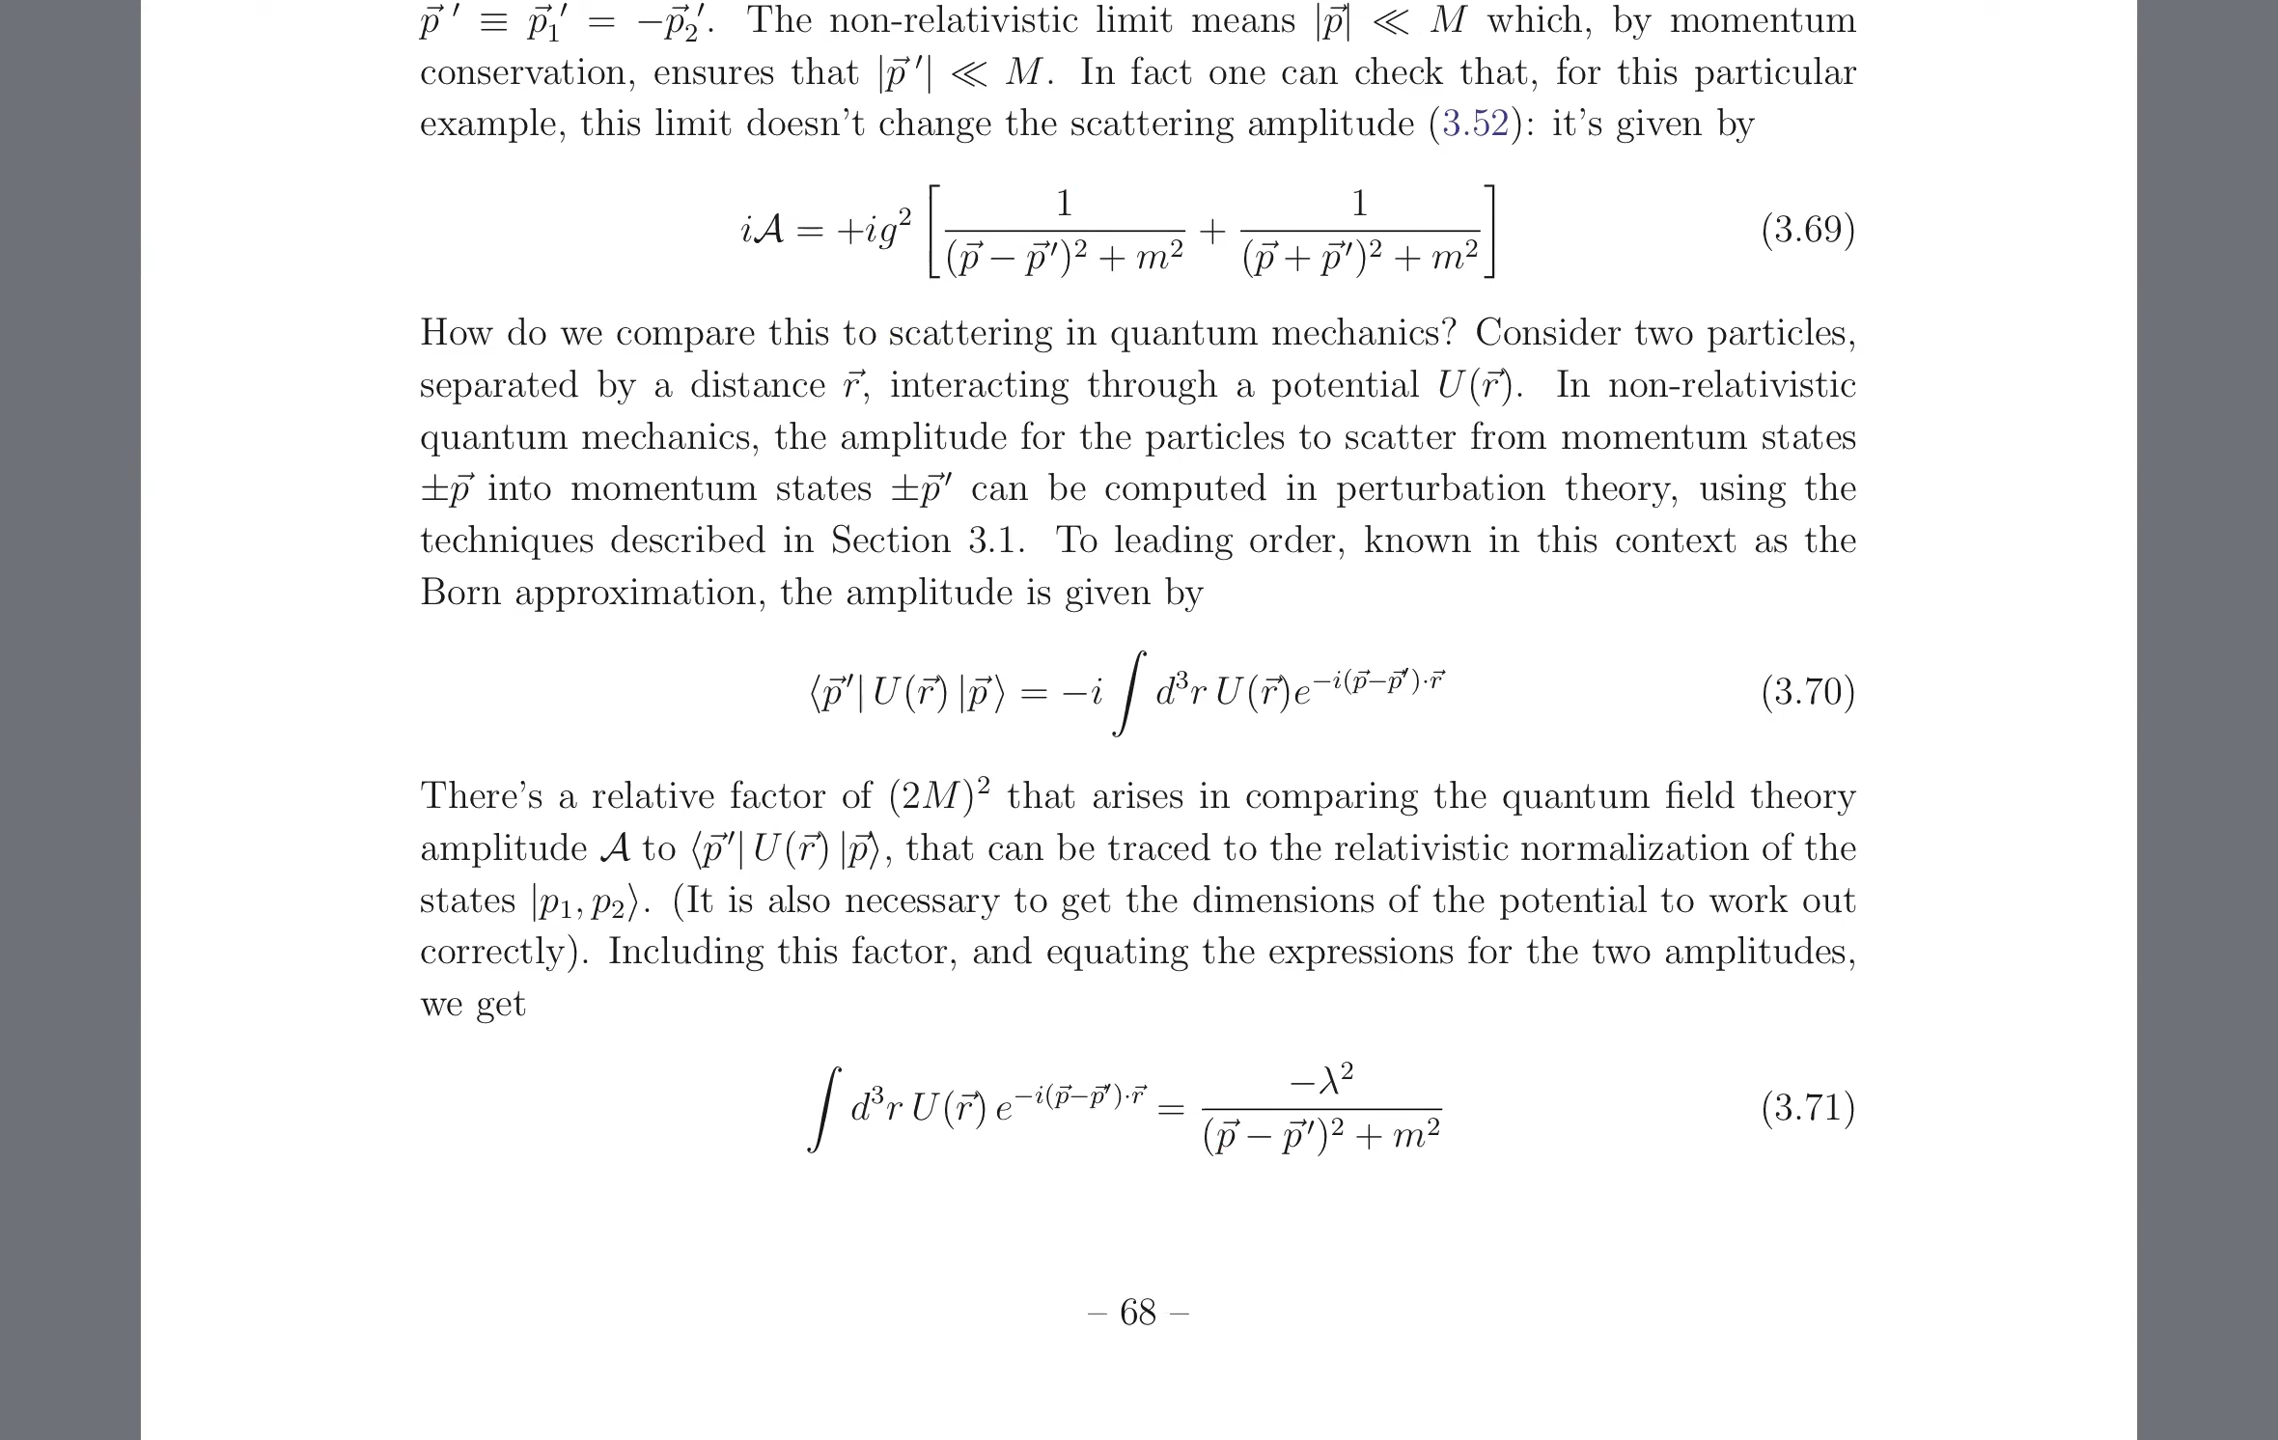 p⃗ ′ ≡ p⃗₁′ = −p⃗₂′. The non-relativistic limit means |p⃗| ≪ M which, by momentum
conservation, ensures that |p⃗ ′| ≪ M. In fact one can check that, for this particular
example, this limit doesn't change the scattering amplitude (3.52): it's given by
i𝒜 = +ig² [ 1/((p⃗ − p⃗′)² + m²) + 1/((p⃗ + p⃗′)² + m²) ] (3.69)
How do we compare this to scattering in quantum mechanics? Consider two particles,
separated by a distance r⃗, interacting through a potential U(r⃗). In non-relativistic
quantum mechanics, the amplitude for the particles to scatter from momentum states
±p⃗ into momentum states ±p⃗′ can be computed in perturbation theory, using the
techniques described in Section 3.1. To leading order, known in this context as the
Born approximation, the amplitude is given by
⟨p⃗′| U(r⃗) |p⃗⟩ = −i ∫ d³r U(r⃗)e^{−i(p⃗−p⃗′)·r⃗} (3.70)
There's a relative factor of (2M)² that arises in comparing the quantum field theory
amplitude 𝒜 to ⟨p⃗′| U(r⃗) |p⃗⟩, that can be traced to the relativistic normalization of the
states |p₁, p₂⟩. (It is also necessary to get the dimensions of the potential to work out
correctly). Including this factor, and equating the expressions for the two amplitudes,
we get
∫ d³r U(r⃗) e^{−i(p⃗−p⃗′)·r⃗} = −λ²/((p⃗ − p⃗′)² + m²) (3.71)
– 68 –